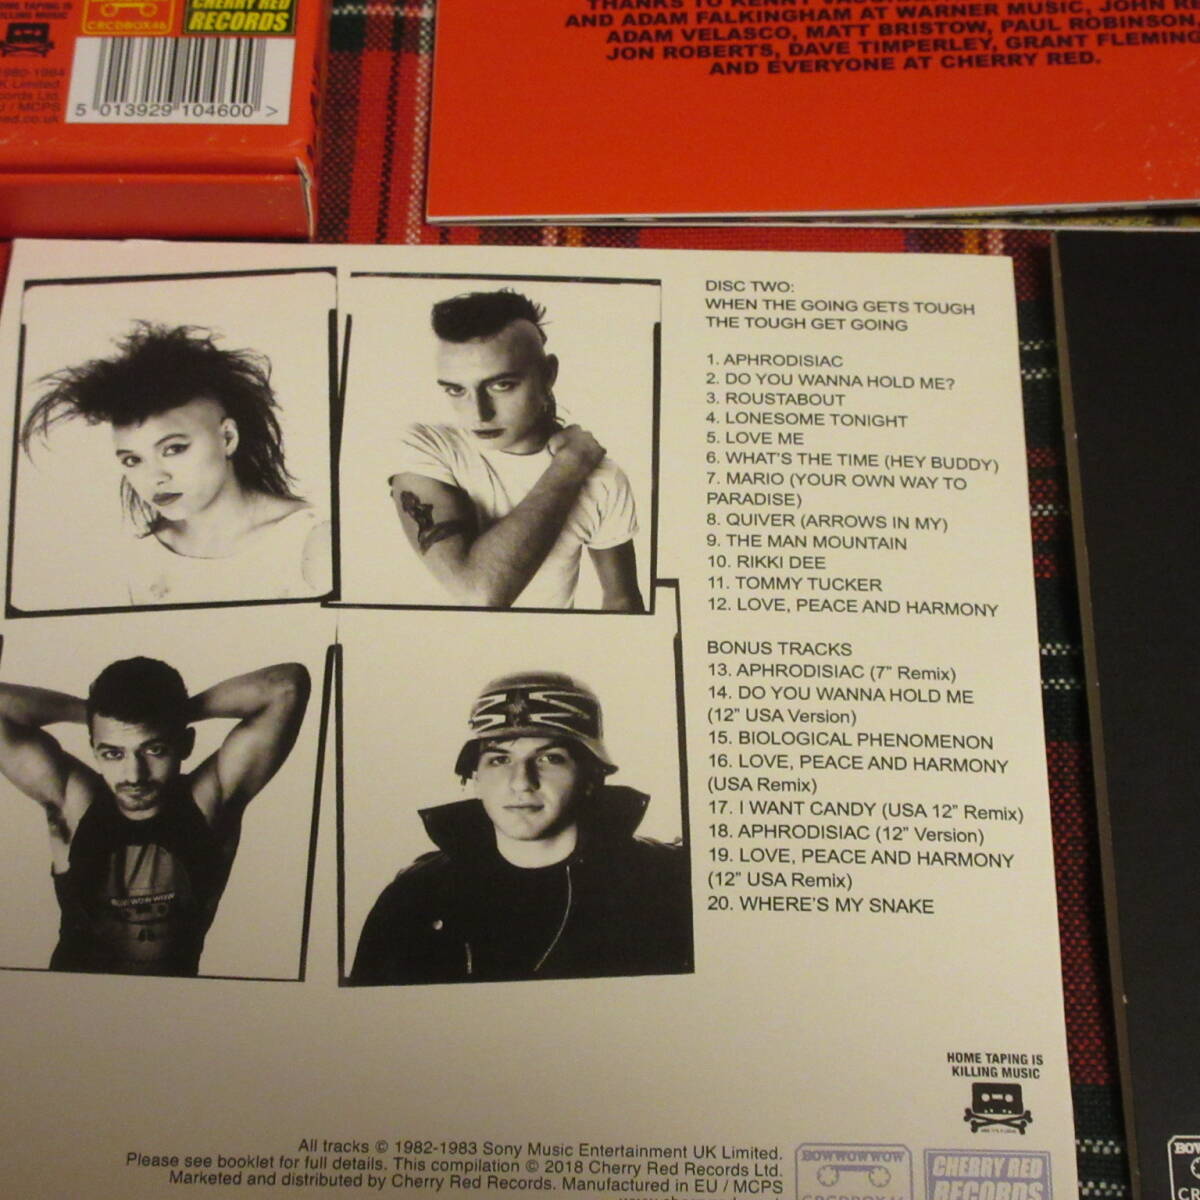 HOME TAPING IS
KILLING MUSIC
CRCDBOX46
CHERRY RED
RECORDS
1980-1984
UK Limited.
Records Ltd.
/ MCPS
5 013929 104600 >
AND ADAM FALKINGHAM AT WARNER MUSIC, JOHN
ADAM VELASCO, MATT BRISTOW, PAUL ROBINSON,
JON ROBERTS, DAVE TIMPERLEY, GRANT FLEMING
AND EVERYONE AT CHERRY RED.
DISC TWO:
WHEN THE GOING GETS TOUGH
THE TOUGH GET GOING
1. APHRODISIAC
2. DO YOU WANNA HOLD ME?
3. ROUSTABOUT
4. LONESOME TONIGHT
5. LOVE ME
6. WHAT'S THE TIME (HEY BUDDY)
7. MARIO (YOUR OWN WAY TO
PARADISE)
8. QUIVER (ARROWS IN MY)
9. THE MAN MOUNTAIN
10. RIKKI DEE
11. TOMMY TUCKER
12. LOVE, PEACE AND HARMONY
BONUS TRACKS
13. APHRODISIAC (7" Remix)
14. DO YOU WANNA HOLD ME
(12" USA Version)
15. BIOLOGICAL PHENOMENON
16. LOVE, PEACE AND HARMONY
(USA Remix)
17. I WANT CANDY (USA 12" Remix)
18. APHRODISIAC (12" Version)
19. LOVE, PEACE AND HARMONY
(12" USA Remix)
20. WHERE'S MY SNAKE
BOW WOW WOW
HOME TAPING IS
KILLING MUSIC
All tracks © 1982-1983 Sony Music Entertainment UK Limited.
Please see booklet for full details. This compilation © 2018 Cherry Red Records Ltd.
Marketed and distributed by Cherry Red Records. Manufactured in EU / MCPS
BOWWOWWOW
CHERRY RED
RECORDS